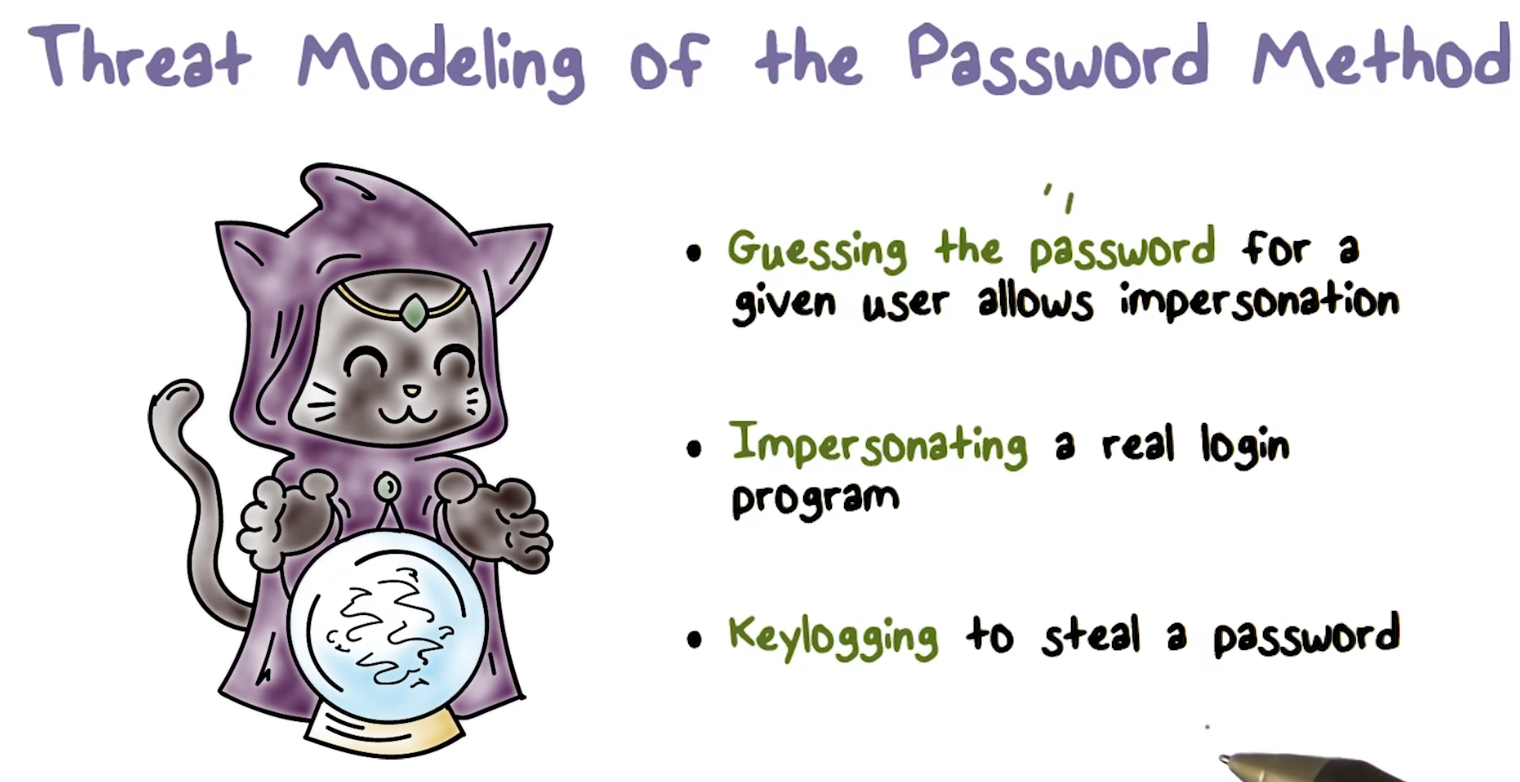 Threat Modeling of the Password Method
• Guessing the password for a
given user allows impersonation
• Impersonating a real login
program
• Keylogging to steal a password